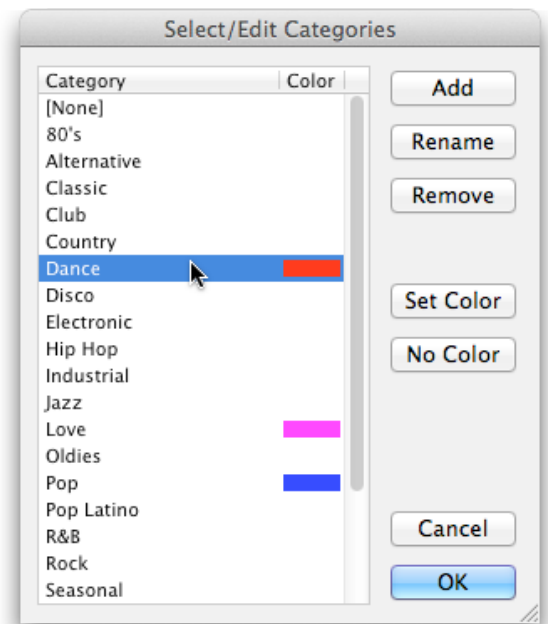 Select/Edit Categories
Category Color
[None]
80's
Alternative
Classic
Club
Country
Dance
Disco
Electronic
Hip Hop
Industrial
Jazz
Love
Oldies
Pop
Pop Latino
R&B
Rock
Seasonal
Add
Rename
Remove
Set Color
No Color
Cancel
OK